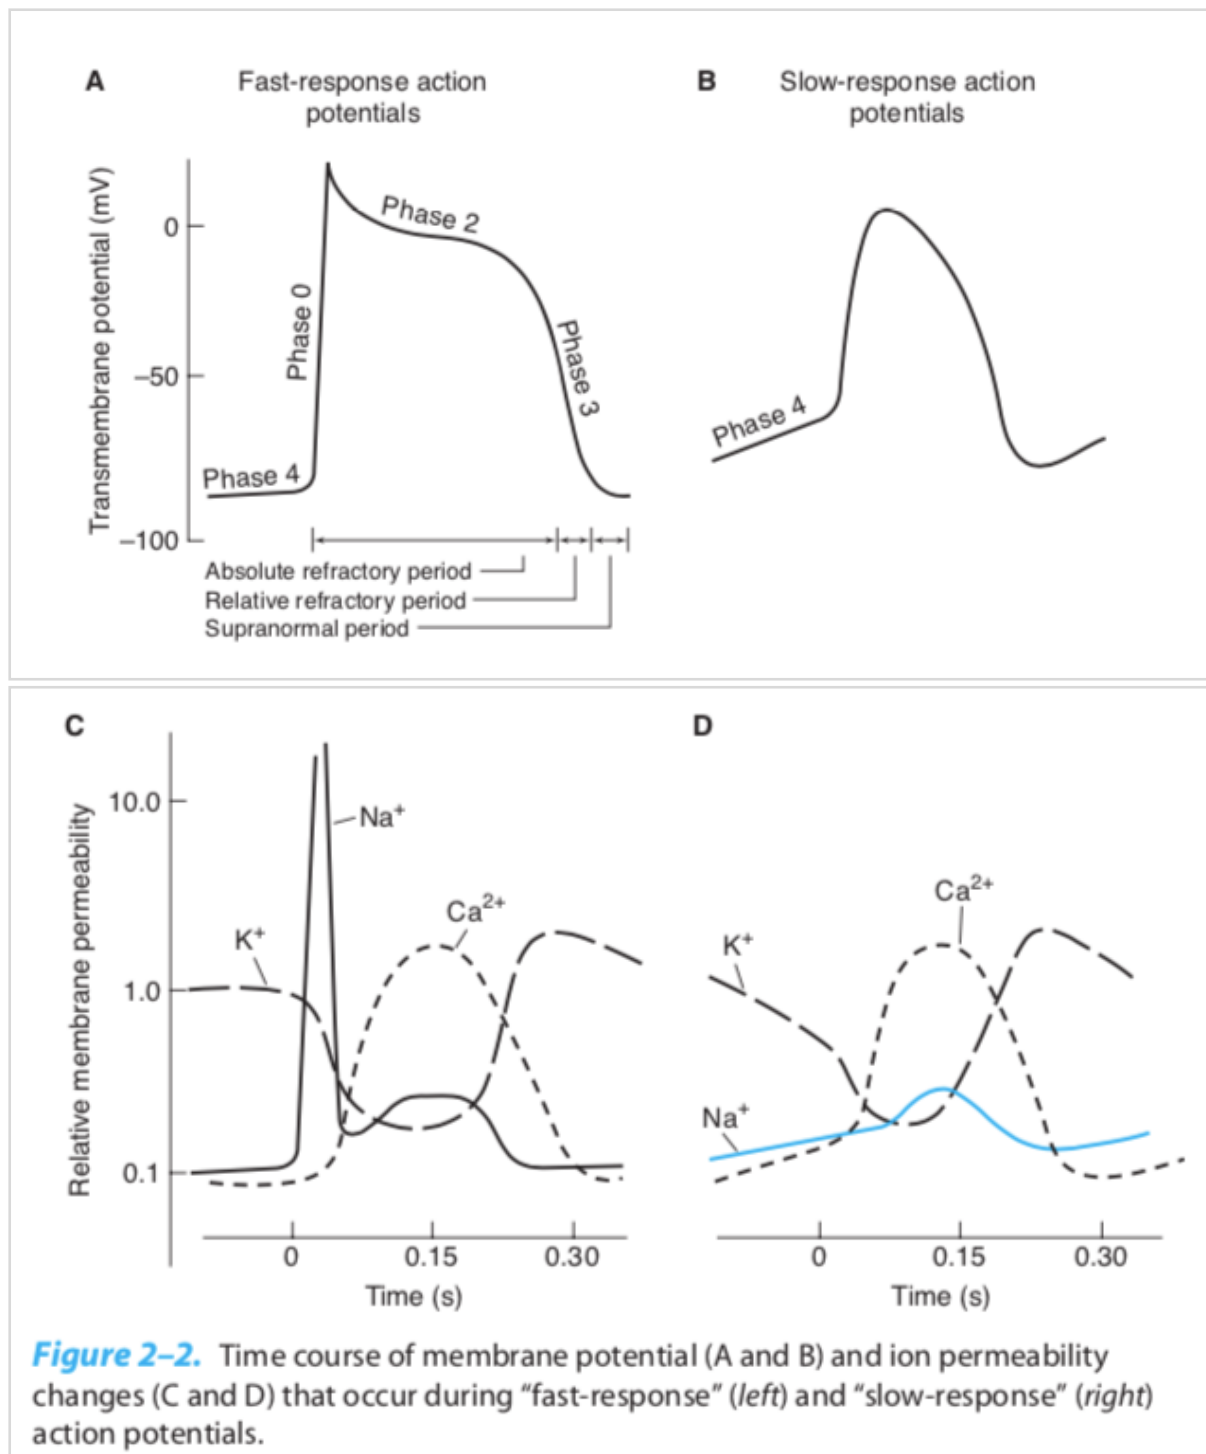 A
Fast-response action
potentials
B
Slow-response action
potentials
Transmembrane potential (mV)
0
–50
–100
Phase 4
Phase 0
Phase 2
Phase 3
Phase 4
Absolute refractory period
Relative refractory period
Supranormal period
C
D
Relative membrane permeability
10.0
1.0
0.1
K⁺
Na⁺
Ca²⁺
K⁺
Na⁺
Ca²⁺
0
0.15
0.30
Time (s)
0
0.15
0.30
Time (s)
Figure 2–2. Time course of membrane potential (A and B) and ion permeability
changes (C and D) that occur during “fast-response” (left) and “slow-response” (right)
action potentials.